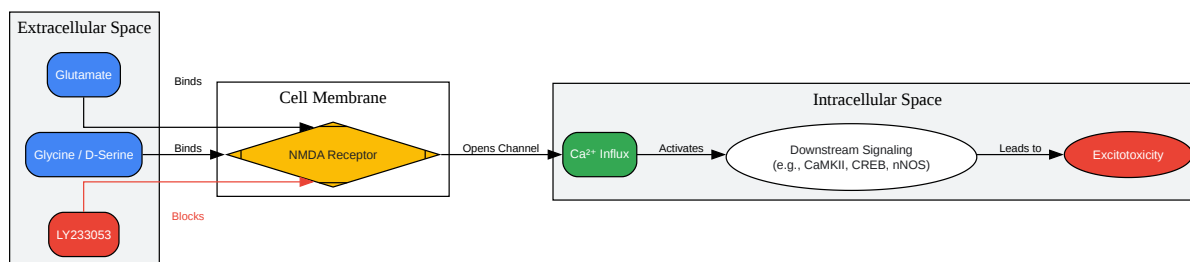 Extracellular Space
Glutamate
Glycine / D-Serine
LY233053
Binds
Binds
Blocks
Cell Membrane
NMDA Receptor
Opens Channel
Intracellular Space
Ca²⁺ Influx
Activates
Downstream Signaling
(e.g., CaMKII, CREB, nNOS)
Leads to
Excitotoxicity